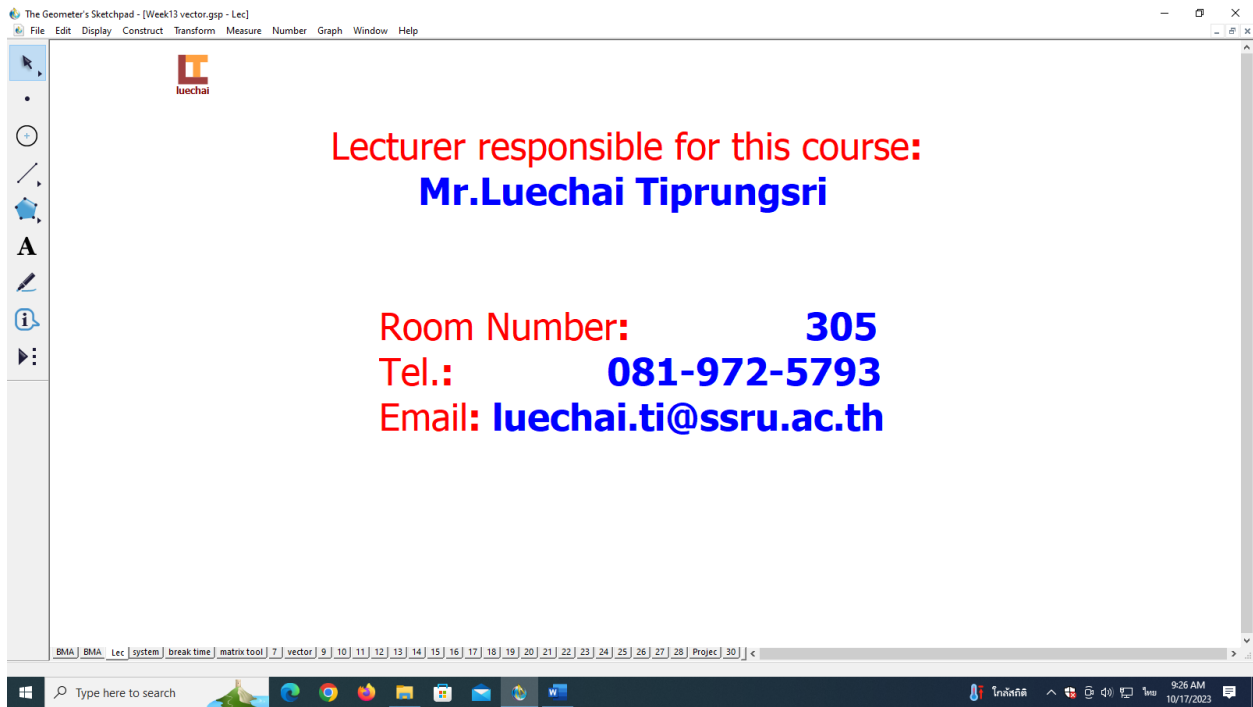 The Geometer's Sketchpad - [Week13 vector.gsp - Lec]
File Edit Display Construct Transform Measure Number Graph Window Help
LT
luechai
Lecturer responsible for this course:
Mr.Luechai Tiprungsri
Room Number: 305
Tel.: 081-972-5793
Email: luechai.ti@ssru.ac.th
A
i
BMA BMA Lec system break time matrix tool 7 vector 9 10 11 12 13 14 15 16 17 18 19 20 21 22 23 24 25 26 27 28 Projec 30
Type here to search
ใกล้สถิติ
ไทย
9:26 AM
10/17/2023